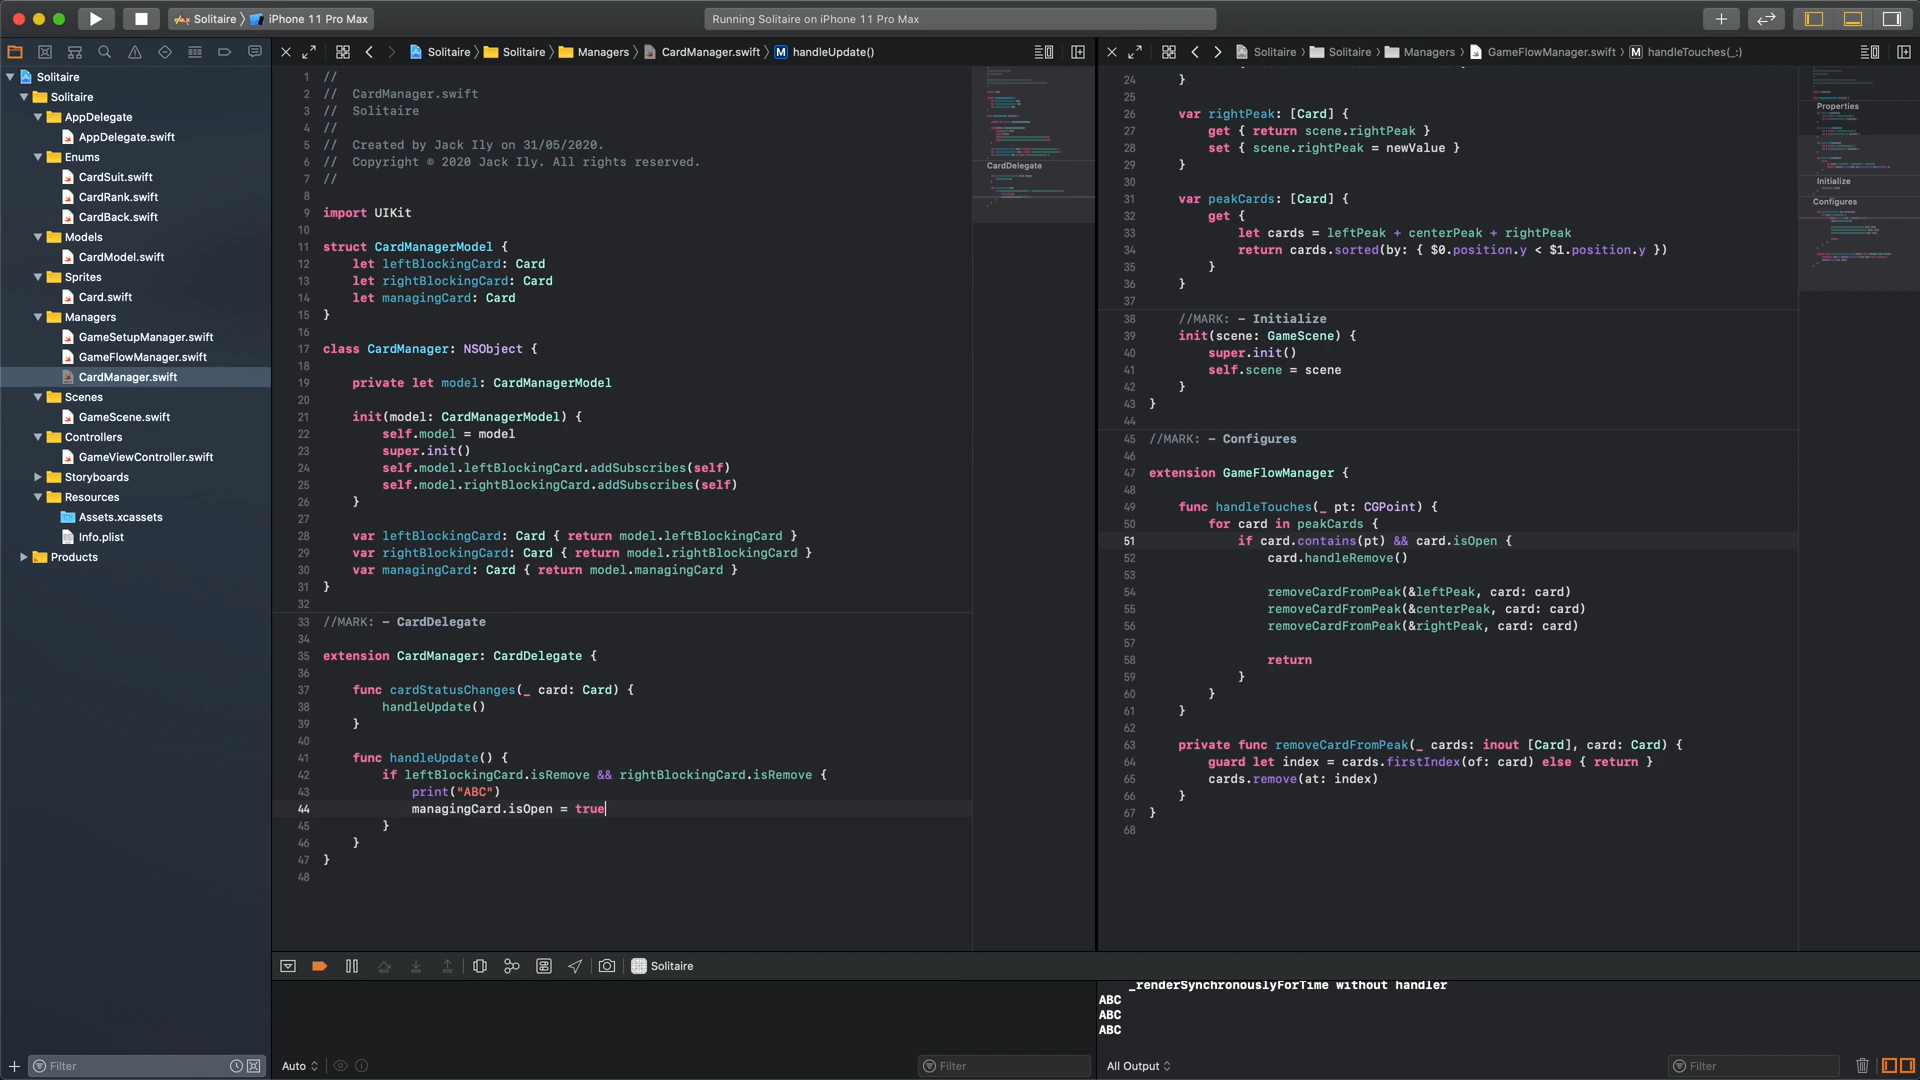 Solitaire 〉 iPhone 11 Pro Max
Running Solitaire on iPhone 11 Pro Max
Solitaire
Solitaire
AppDelegate
AppDelegate.swift
Enums
CardSuit.swift
CardRank.swift
CardBack.swift
Models
CardModel.swift
Sprites
Card.swift
Managers
GameSetupManager.swift
GameFlowManager.swift
CardManager.swift
Scenes
GameScene.swift
Controllers
GameViewController.swift
Storyboards
Resources
Assets.xcassets
Info.plist
Products
Filter
Solitaire 〉 Solitaire 〉 Managers 〉 CardManager.swift 〉 M handleUpdate()
1 //
2 //  CardManager.swift
3 //  Solitaire
4 //
5 //  Created by Jack Ily on 31/05/2020.
6 //  Copyright © 2020 Jack Ily. All rights reserved.
7 //
8
9 import UIKit
10
11 struct CardManagerModel {
12     let leftBlockingCard: Card
13     let rightBlockingCard: Card
14     let managingCard: Card
15 }
16
17 class CardManager: NSObject {
18
19     private let model: CardManagerModel
20
21     init(model: CardManagerModel) {
22         self.model = model
23         super.init()
24         self.model.leftBlockingCard.addSubscribes(self)
25         self.model.rightBlockingCard.addSubscribes(self)
26     }
27
28     var leftBlockingCard: Card { return model.leftBlockingCard }
29     var rightBlockingCard: Card { return model.rightBlockingCard }
30     var managingCard: Card { return model.managingCard }
31 }
32
33 //MARK: - CardDelegate
34
35 extension CardManager: CardDelegate {
36
37     func cardStatusChanges(_ card: Card) {
38         handleUpdate()
39     }
40
41     func handleUpdate() {
42         if leftBlockingCard.isRemove && rightBlockingCard.isRemove {
43             print("ABC")
44             managingCard.isOpen = true
45         }
46     }
47 }
48
CardDelegate
Solitaire 〉 Solitaire 〉 Managers 〉 GameFlowManager.swift 〉 M handleTouches(_:)
24     }
25
26     var rightPeak: [Card] {
27         get { return scene.rightPeak }
28         set { scene.rightPeak = newValue }
29     }
30
31     var peakCards: [Card] {
32         get {
33             let cards = leftPeak + centerPeak + rightPeak
34             return cards.sorted(by: { $0.position.y < $1.position.y })
35         }
36     }
37
38     //MARK: - Initialize
39     init(scene: GameScene) {
40         super.init()
41         self.scene = scene
42     }
43 }
44
45 //MARK: - Configures
46
47 extension GameFlowManager {
48
49     func handleTouches(_ pt: CGPoint) {
50         for card in peakCards {
51             if card.contains(pt) && card.isOpen {
52                 card.handleRemove()
53
54                 removeCardFromPeak(&leftPeak, card: card)
55                 removeCardFromPeak(&centerPeak, card: card)
56                 removeCardFromPeak(&rightPeak, card: card)
57
58                 return
59             }
60         }
61     }
62
63     private func removeCardFromPeak(_ cards: inout [Card], card: Card) {
64         guard let index = cards.firstIndex(of: card) else { return }
65         cards.remove(at: index)
66     }
67 }
68
Properties
Initialize
Configures
Solitaire
_renderSynchronouslyForTime without handler
ABC
ABC
ABC
Auto
Filter
All Output
Filter